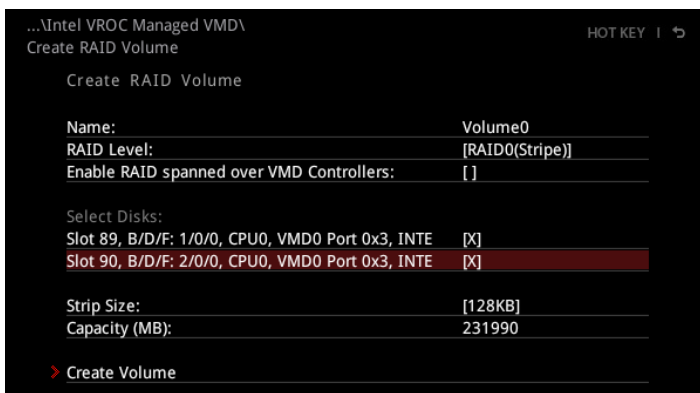 ...\Intel VROC Managed VMD\
HOT KEY | ⮌
Create RAID Volume
Create RAID Volume
Name: Volume0
RAID Level: [RAID0(Stripe)]
Enable RAID spanned over VMD Controllers: [ ]
Select Disks:
Slot 89, B/D/F: 1/0/0, CPU0, VMD0 Port 0x3, INTE [X]
Slot 90, B/D/F: 2/0/0, CPU0, VMD0 Port 0x3, INTE [X]
Strip Size: [128KB]
Capacity (MB): 231990
Create Volume